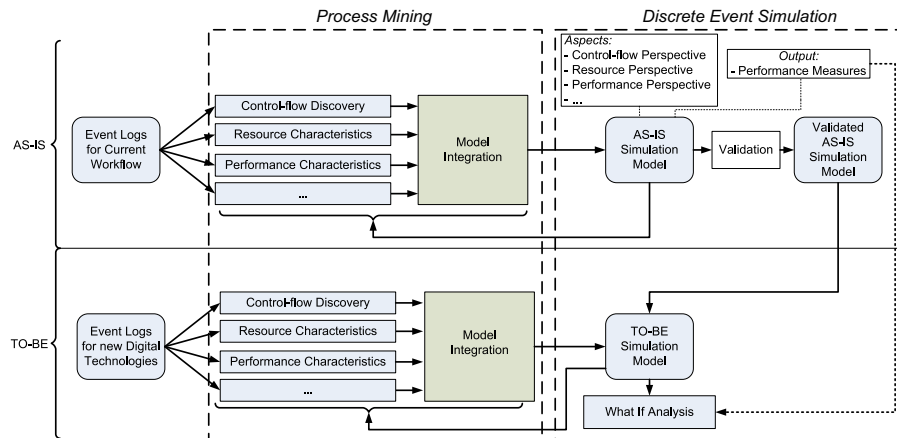 Process Mining
Discrete Event Simulation
AS-IS
Event Logs
for Current
Workflow
Control-flow Discovery
Resource Characteristics
Performance Characteristics
...
Model
Integration
Aspects:
- Control-flow Perspective
- Resource Perspective
- Performance Perspective
- ...
Output:
- Performance Measures
AS-IS
Simulation
Model
Validation
Validated
AS-IS
Simulation
Model
TO-BE
Event Logs
for new Digital
Technologies
Control-flow Discovery
Resource Characteristics
Performance Characteristics
...
Model
Integration
TO-BE
Simulation
Model
What If Analysis